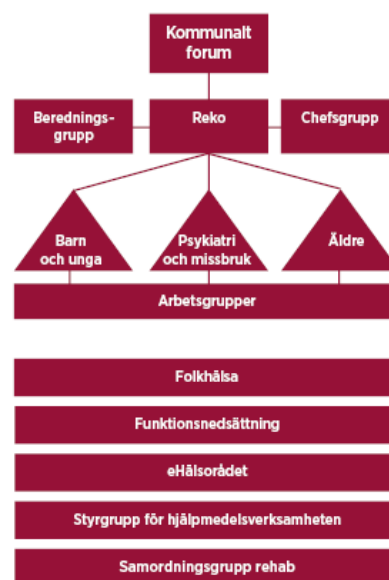 Kommunalt
forum
Berednings-
grupp
Reko
Chefsgrupp
Barn
och unga
Psykiatri
och missbruk
Äldre
Arbetsgrupper
Folkhälsa
Funktionsnedsättning
eHälsorådet
Styrgrupp för hjälpmedelsverksamheten
Samordningsgrupp rehab